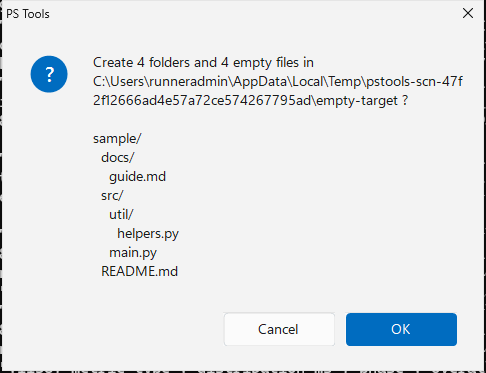 PS Tools
Create 4 folders and 4 empty files in
C:\Users\runneradmin\AppData\Local\Temp\pstools-scn-47f
2f12666ad4e57a72ce574267795ad\empty-target ?
sample/
docs/
guide.md
src/
util/
helpers.py
main.py
README.md
Cancel
OK